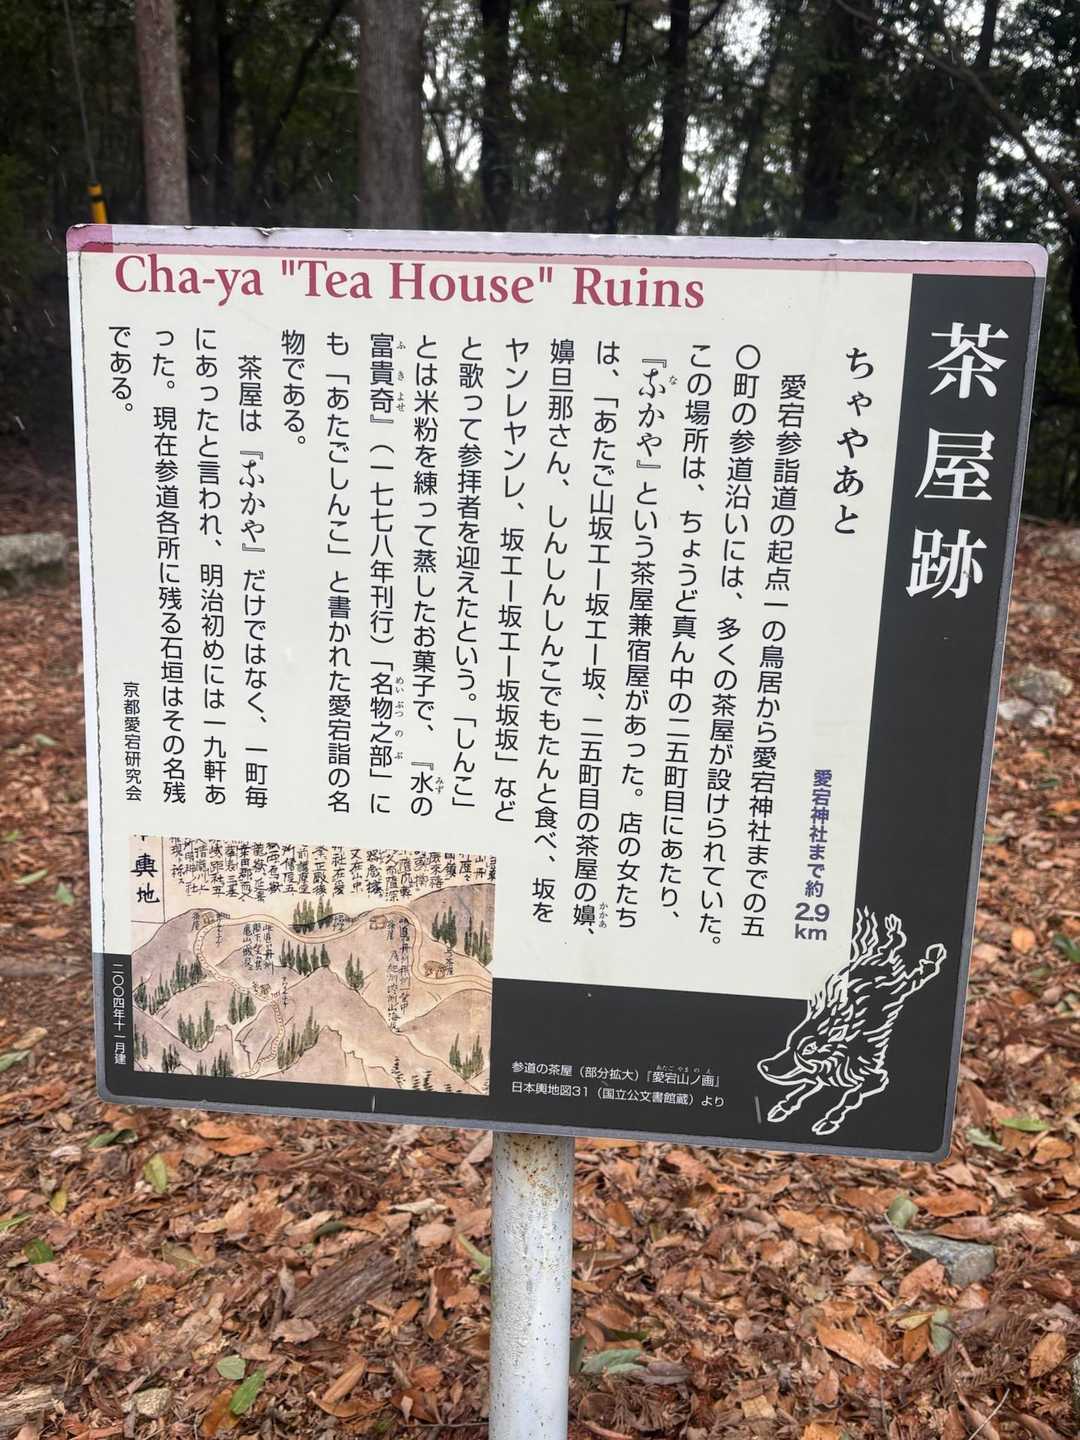 Cha-ya "Tea House" Ruins
茶屋跡
ちゃやあと
愛宕神社まで約2.9km
愛宕参詣道の起点一の鳥居から愛宕神社までの五
〇町の参道沿いには、多くの茶屋が設けられていた。
この場所は、ちょうど真ん中の二五町目にあたり、
『なかや』という茶屋兼宿屋があった。店の女たち
は、「あたご山坂エー坂エー坂、二五町目の茶屋の嬶、
嬶旦那さん、しんしんしんこでもたんと食べ、坂を
ヤンレヤンレ、坂エー坂エー坂坂坂」など
と歌って参拝者を迎えたという。「しんこ」
とは米粉を練って蒸したお菓子で、『水の
富貴奇』（一七七八年刊行）「名物之部」に
も「あたごしんこ」と書かれた愛宕詣の名
物である。
茶屋は『なかや』だけではなく、一町毎
にあったと言われ、明治初めには一九軒あ
った。現在参道各所に残る石垣はその名残
である。
京都愛宕研究会
二〇〇四年十一月建
輿地
参道の茶屋（部分拡大）『愛宕山ノ画』
日本輿地図31（国立公文書館蔵）より